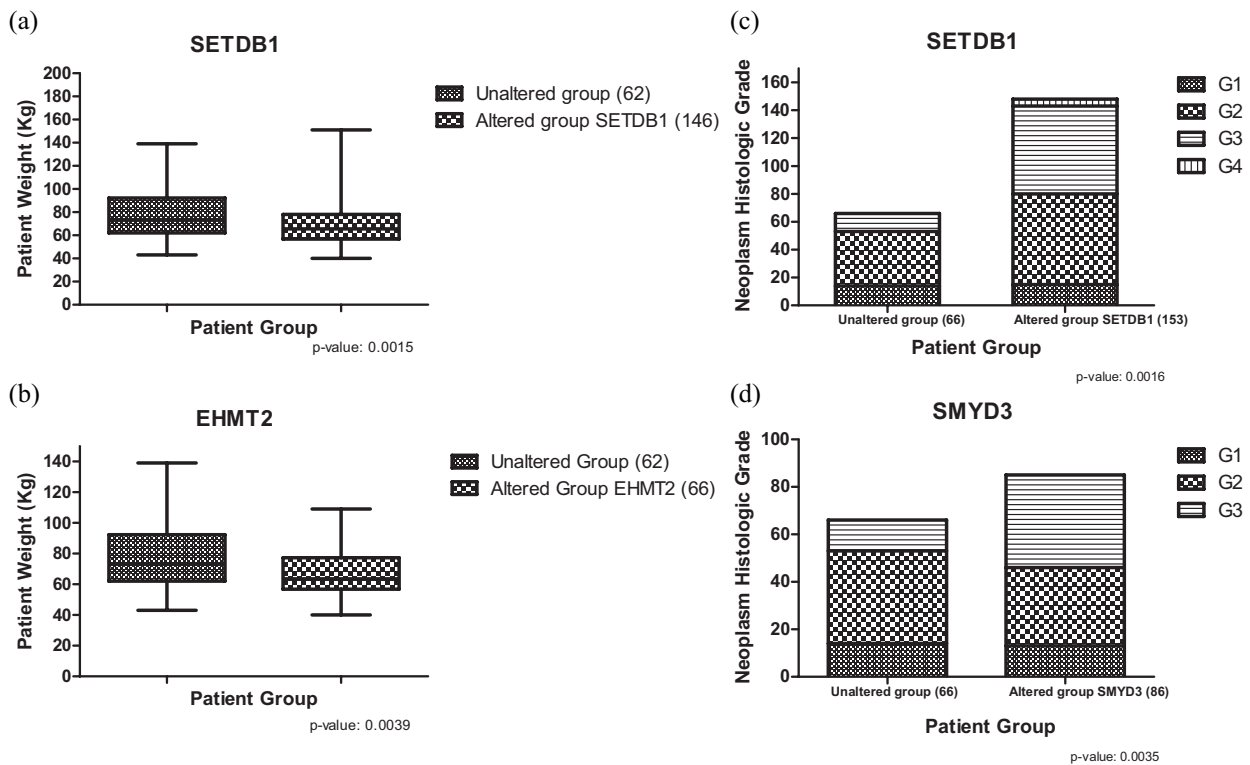 (a)
SETDB1
Patient Weight (Kg)
200
180
160
140
120
100
80
60
40
20
0
Patient Group
p-value: 0.0015
Unaltered group (62)
Altered group SETDB1 (146)
(b)
EHMT2
Patient Weight (Kg)
140
120
100
80
60
40
20
0
Patient Group
p-value: 0.0039
Unaltered Group (62)
Altered Group EHMT2 (66)
(c)
SETDB1
Neoplasm Histologic Grade
160
140
120
100
80
60
40
20
0
Unaltered group (66) Altered group SETDB1 (153)
Patient Group
p-value: 0.0016
G1
G2
G3
G4
(d)
SMYD3
Neoplasm Histologic Grade
100
80
60
40
20
0
Unaltered group (66) Altered group SMYD3 (86)
Patient Group
p-value: 0.0035
G1
G2
G3